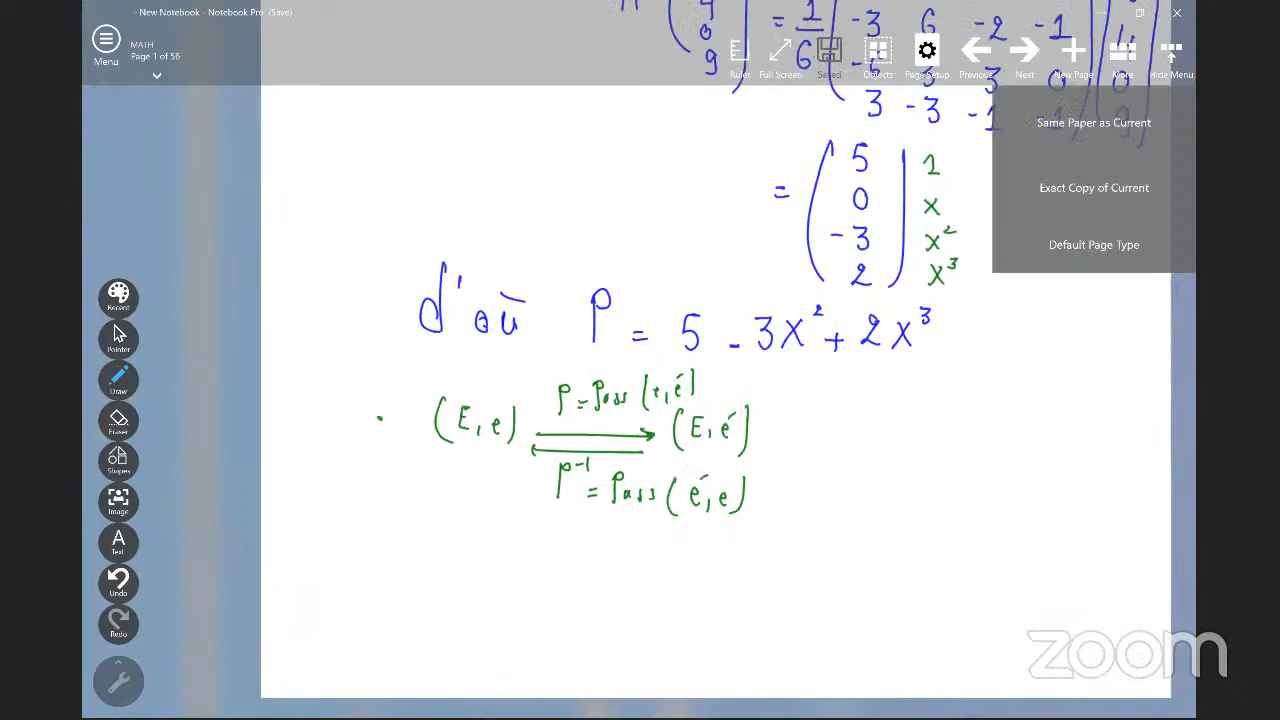 - New Notebook - Notebook Pro (Save)
Menu
MATH
Page 1 of 56
Ruler
Full Screen
Saved
Objects
Page Setup
Previous
Next
New Page
More
Hide Menu
Same Paper as Current
Exact Copy of Current
Default Page Type
Recent
Pointer
Draw
Eraser
Shapes
Image
Text
Undo
Redo
= 1/6
-3 6 -2 -1
3 -3 -1
= ( 5 0 -3 2 ) 1 x x² x³
d'où P = 5 - 3x² + 2x³
P = Pass (e, e')
(E, e) (E, e')
P⁻¹ = Pass (e', e)
zoom